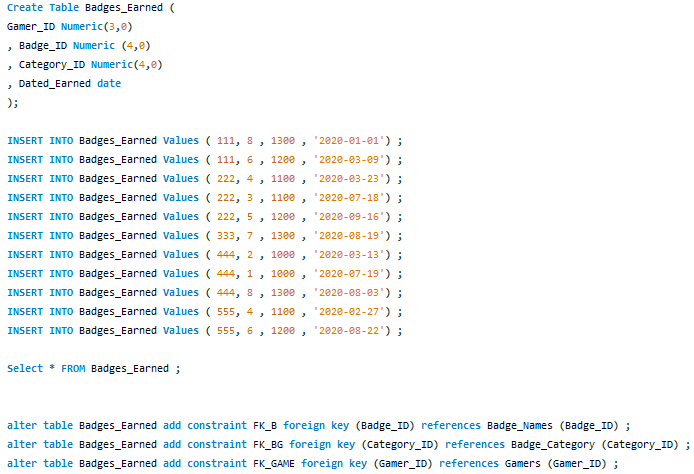 Create Table Badges_Earned (
Gamer_ID Numeric(3,0)
, Badge_ID Numeric (4,0)
, Category_ID Numeric(4,0)
, Dated_Earned date
);
INSERT INTO Badges_Earned Values ( 111, 8 , 1300 , '2020-01-01') ;
INSERT INTO Badges_Earned Values ( 111, 6 , 1200 , '2020-03-09') ;
INSERT INTO Badges_Earned Values ( 222, 4 , 1100 , '2020-03-23') ;
INSERT INTO Badges_Earned Values ( 222, 3 , 1100 , '2020-07-18') ;
INSERT INTO Badges_Earned Values ( 222, 5 , 1200 , '2020-09-16') ;
INSERT INTO Badges_Earned Values ( 333, 7 , 1300 , '2020-08-19') ;
INSERT INTO Badges_Earned Values ( 444, 2 , 1000 , '2020-03-13') ;
INSERT INTO Badges_Earned Values ( 444, 1 , 1000 , '2020-07-19') ;
INSERT INTO Badges_Earned Values ( 444, 8 , 1300 , '2020-08-03') ;
INSERT INTO Badges_Earned Values ( 555, 4 , 1100 , '2020-02-27') ;
INSERT INTO Badges_Earned Values ( 555, 6 , 1200 , '2020-08-22') ;
Select * FROM Badges_Earned ;
alter table Badges_Earned add constraint FK_B foreign key (Badge_ID) references Badge_Names (Badge_ID) ;
alter table Badges_Earned add constraint FK_BG foreign key (Category_ID) references Badge_Category (Category_ID) ;
alter table Badges_Earned add constraint FK_GAME foreign key (Gamer_ID) references Gamers (Gamer_ID) ;